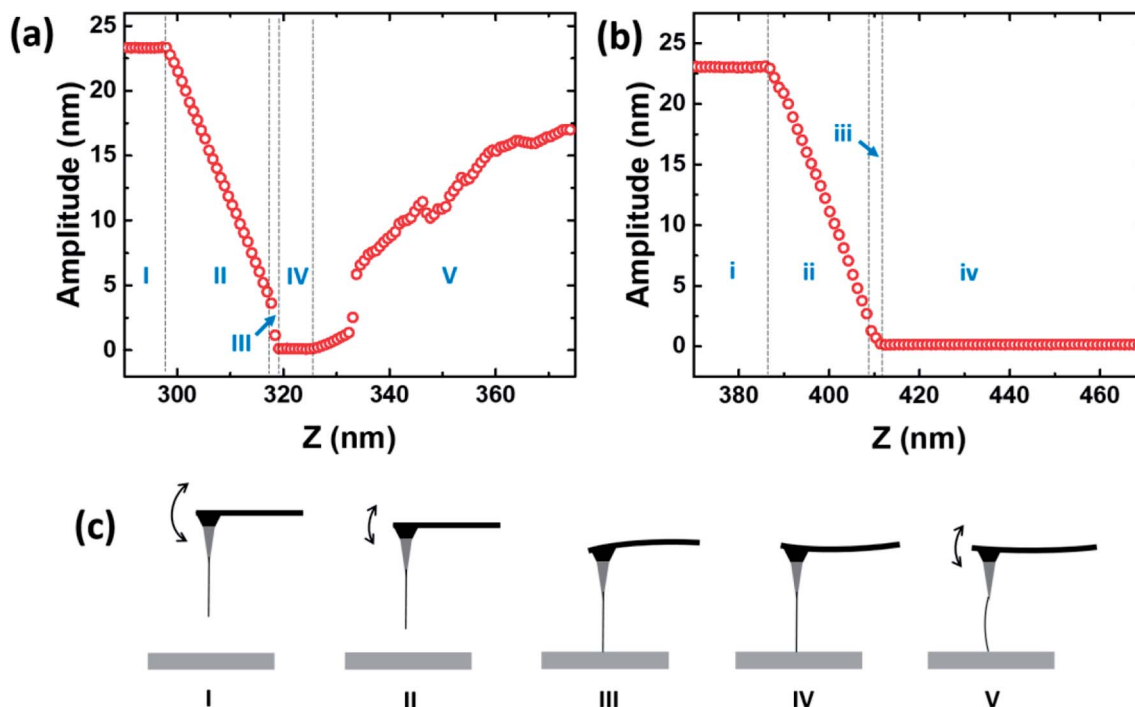 (a)
Amplitude (nm)
25
20
15
10
5
0
I
II
III
IV
V
300
320
340
360
Z (nm)
(b)
Amplitude (nm)
25
20
15
10
5
0
i
ii
iii
iv
380
400
420
440
460
Z (nm)
(c)
I
II
III
IV
V